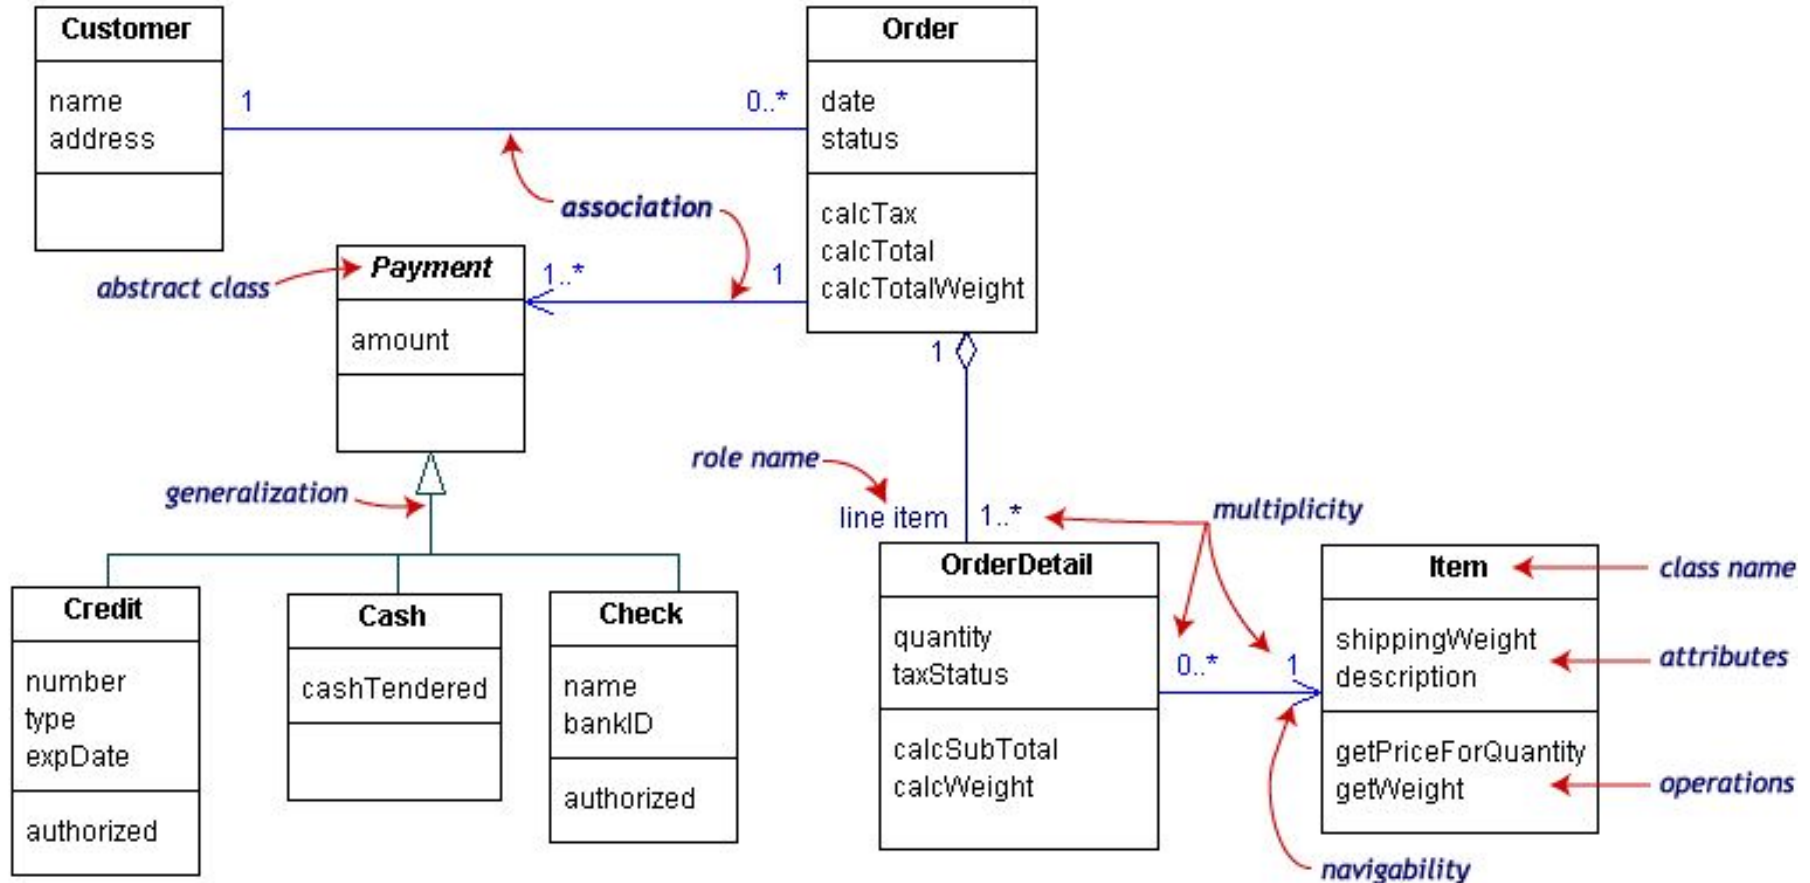 Customer
name
address
1
0..*
Order
date
status
calcTax
calcTotal
calcTotalWeight
association
abstract class
Payment
amount
1..*
1
1
generalization
role name
line item
1..*
multiplicity
Credit
number
type
expDate
authorized
Cash
cashTendered
Check
name
bankID
authorized
OrderDetail
quantity
taxStatus
calcSubTotal
calcWeight
0..*
1
Item
shippingWeight
description
getPriceForQuantity
getWeight
class name
attributes
operations
navigability